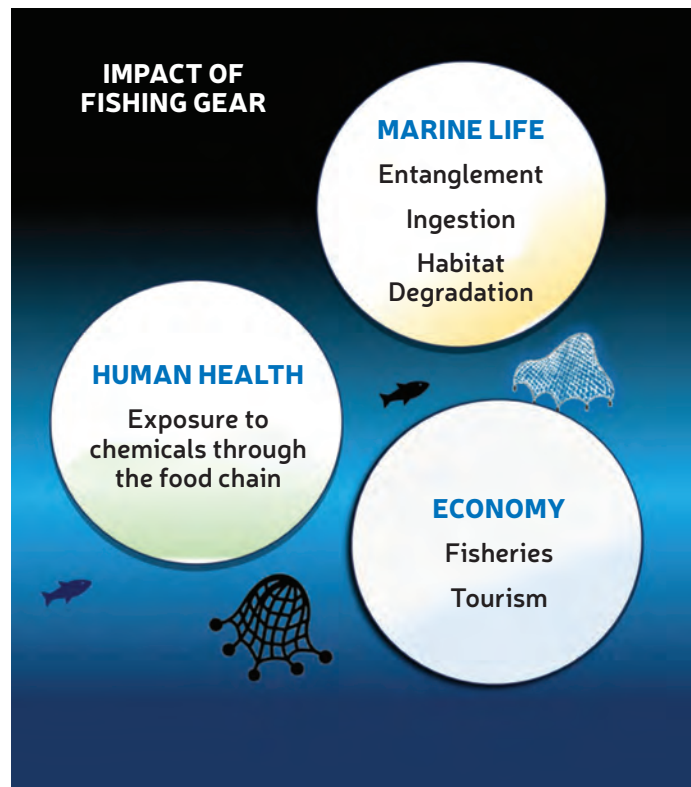 IMPACT OF
FISHING GEAR
MARINE LIFE
Entanglement
Ingestion
Habitat
Degradation
HUMAN HEALTH
Exposure to
chemicals through
the food chain
ECONOMY
Fisheries
Tourism